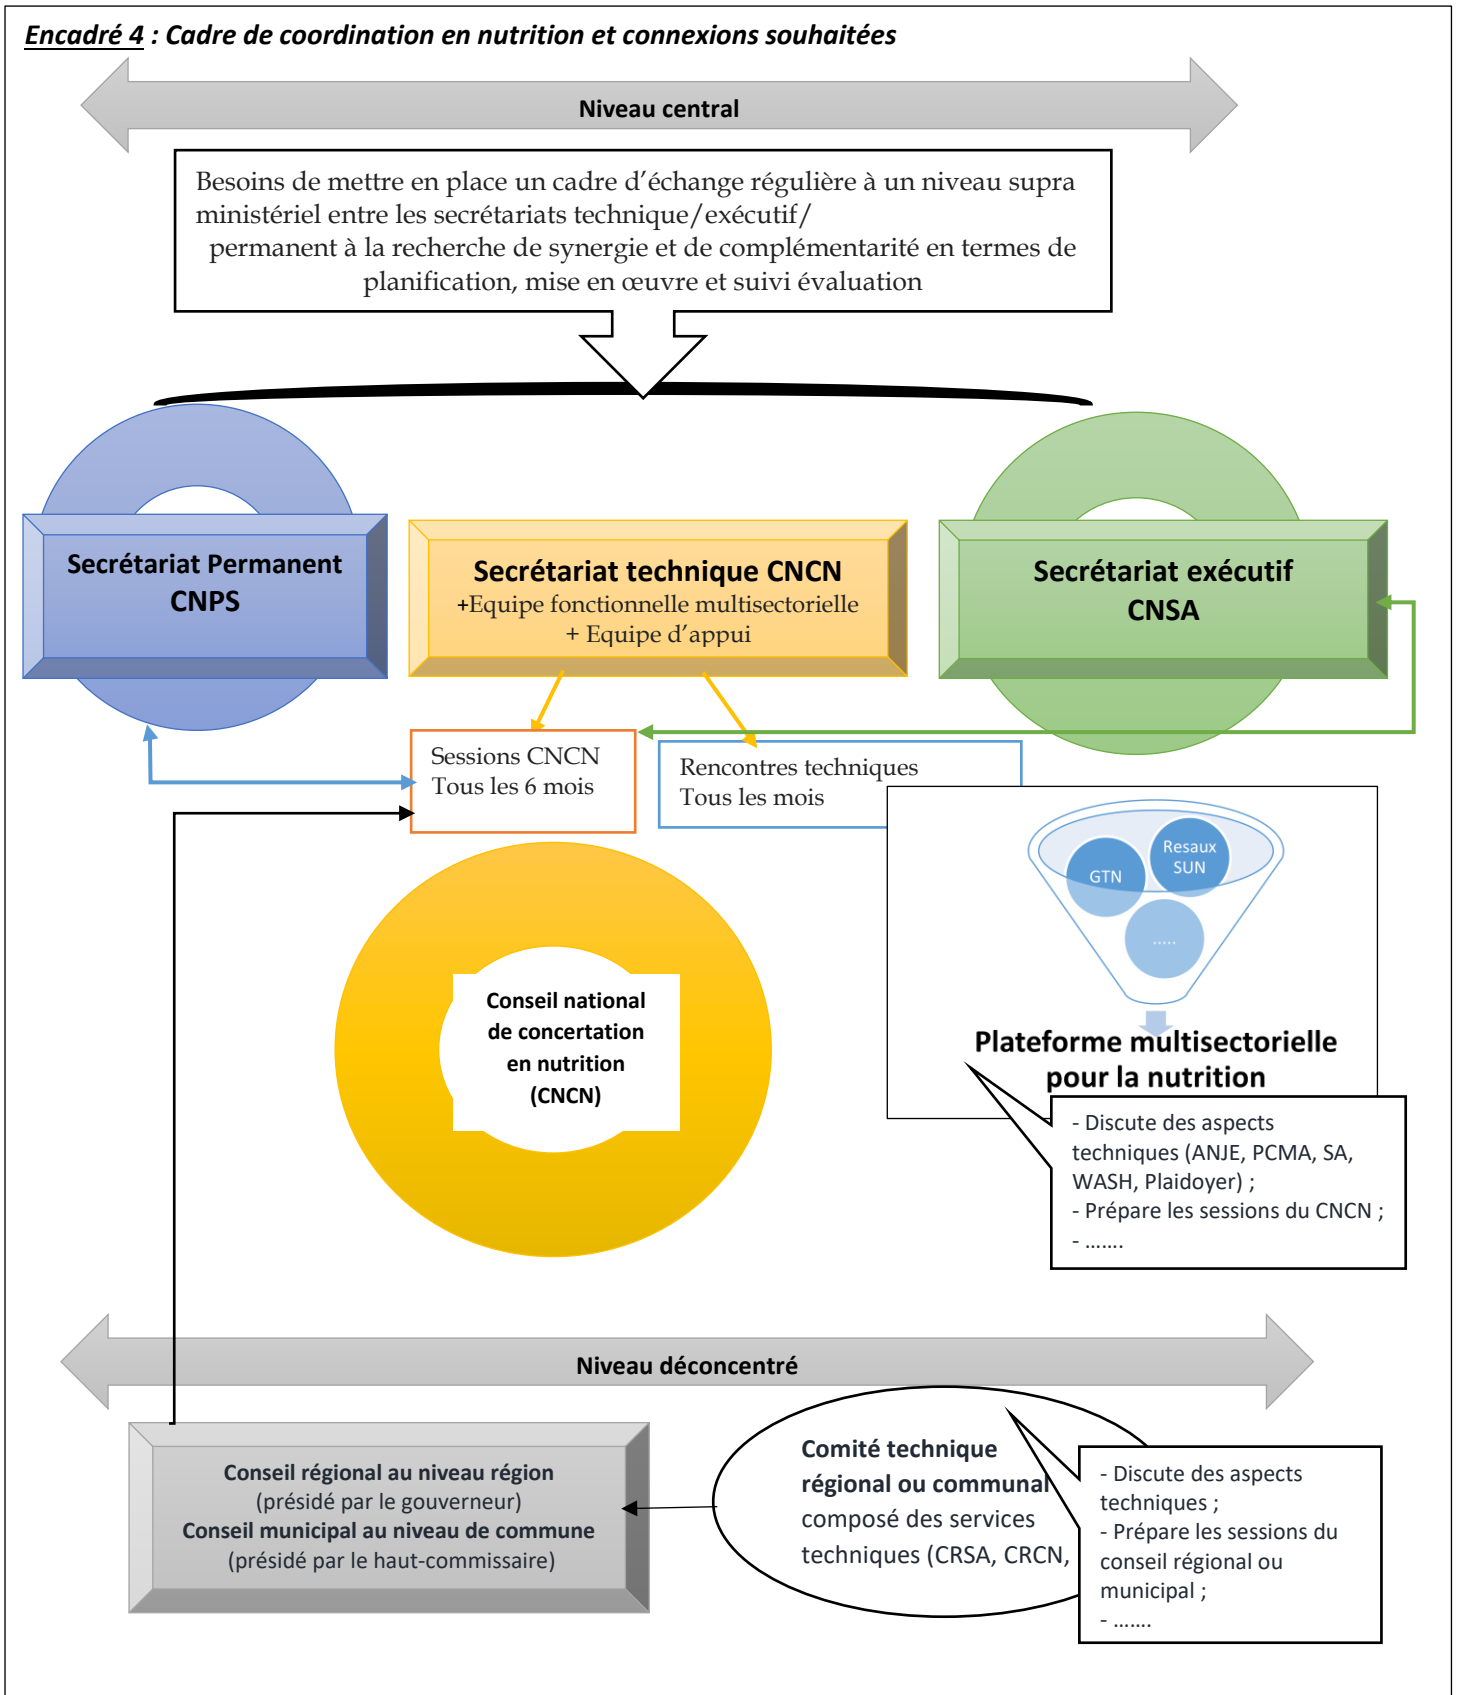 Encadré 4 : Cadre de coordination en nutrition et connexions souhaitées
Niveau central
Besoins de mettre en place un cadre d’échange régulière à un niveau supra
ministériel entre les secrétariats technique/exécutif/
permanent à la recherche de synergie et de complémentarité en termes de
planification, mise en œuvre et suivi évaluation
Secrétariat Permanent
CNPS
Secrétariat technique CNCN
+Equipe fonctionnelle multisectorielle
+ Equipe d’appui
Secrétariat exécutif
CNSA
Sessions CNCN
Tous les 6 mois
Rencontres techniques
Tous les mois
GTN
Resaux
SUN
.....
Plateforme multisectorielle
pour la nutrition
Conseil national
de concertation
en nutrition
(CNCN)
- Discute des aspects
techniques (ANJE, PCMA, SA,
WASH, Plaidoyer) ;
- Prépare les sessions du CNCN ;
- .......
Niveau déconcentré
Conseil régional au niveau région
(présidé par le gouverneur)
Conseil municipal au niveau de commune
(présidé par le haut-commissaire)
Comité technique
régional ou communal
composé des services
techniques (CRSA, CRCN,
- Discute des aspects
techniques ;
- Prépare les sessions du
conseil régional ou
municipal ;
- .......